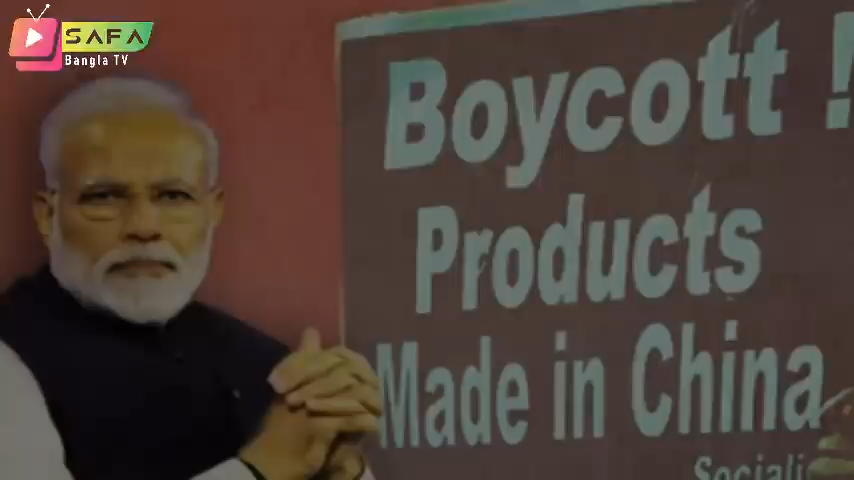 SAFA
Bangla TV
Boycott !
Products
Made in China